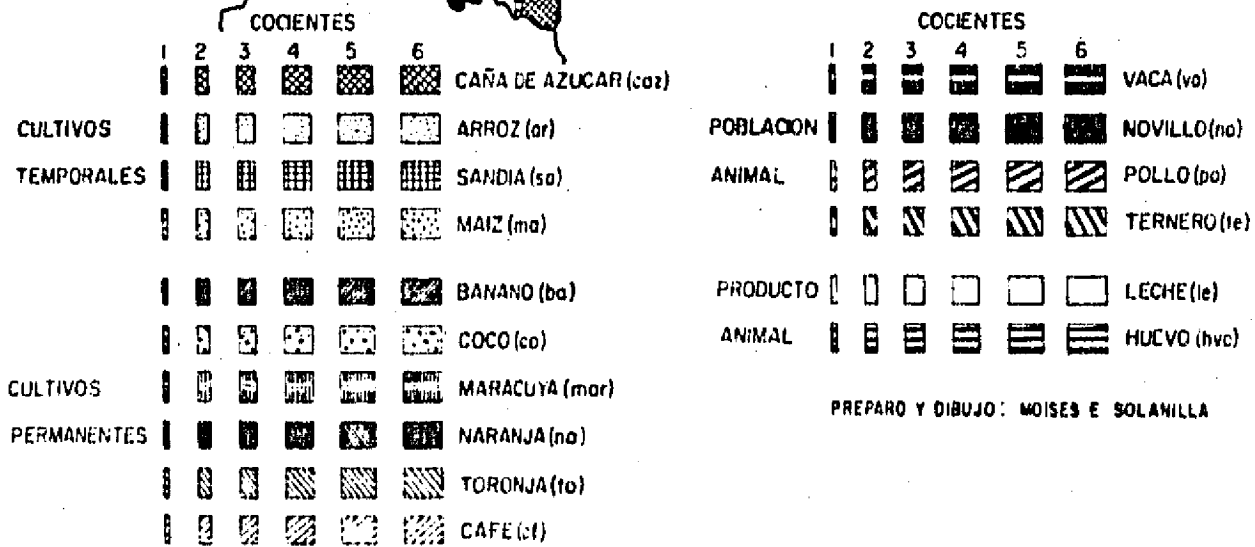 COCIENTES
1 2 3 4 5 6
CAÑA DE AZUCAR (caz)
CULTIVOS
TEMPORALES
ARROZ (ar)
SANDIA (sa)
MAIZ (ma)
BANANO (ba)
COCO (co)
CULTIVOS
PERMANENTES
MARACUYA (mar)
NARANJA (na)
TORONJA (to)
CAFE (cf)
COCIENTES
1 2 3 4 5 6
VACA (va)
POBLACION
ANIMAL
NOVILLO (no)
POLLO (po)
TERNERO (te)
PRODUCTO
ANIMAL
LECHE (le)
HUEVO (hvc)
PREPARO Y DIBUJO: MOISES E SOLANILLA